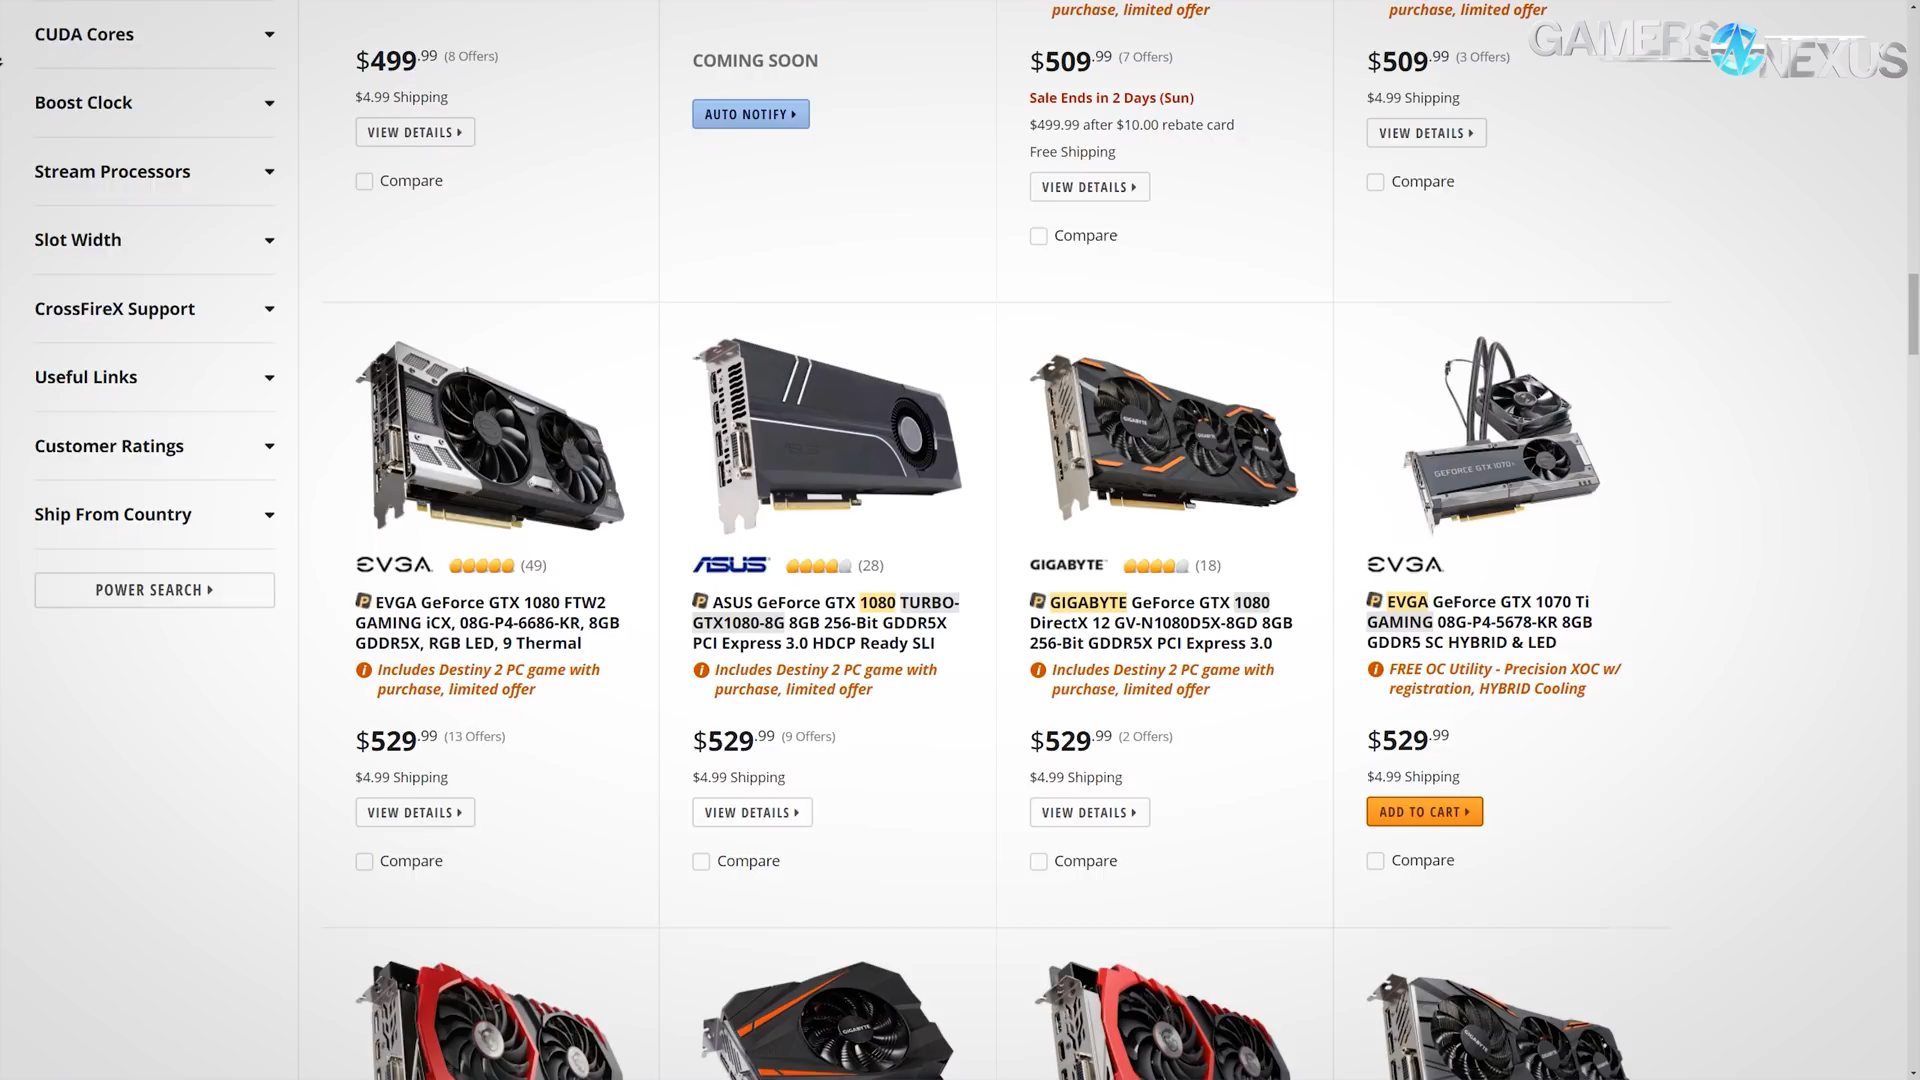 purchase, limited offer
purchase, limited offer
GAMERS NEXUS
CUDA Cores
Boost Clock
Stream Processors
Slot Width
CrossFireX Support
Useful Links
Customer Ratings
Ship From Country
POWER SEARCH
$499.99 (8 Offers)
$4.99 Shipping
VIEW DETAILS
Compare
COMING SOON
AUTO NOTIFY
$509.99 (7 Offers)
Sale Ends in 2 Days (Sun)
$499.99 after $10.00 rebate card
Free Shipping
VIEW DETAILS
Compare
$509.99 (3 Offers)
$4.99 Shipping
VIEW DETAILS
Compare
EVGA (49)
EVGA GeForce GTX 1080 FTW2
GAMING iCX, 08G-P4-6686-KR, 8GB
GDDR5X, RGB LED, 9 Thermal
Includes Destiny 2 PC game with
purchase, limited offer
$529.99 (13 Offers)
$4.99 Shipping
VIEW DETAILS
Compare
ASUS (28)
ASUS GeForce GTX 1080 TURBO-
GTX1080-8G 8GB 256-Bit GDDR5X
PCI Express 3.0 HDCP Ready SLI
Includes Destiny 2 PC game with
purchase, limited offer
$529.99 (9 Offers)
$4.99 Shipping
VIEW DETAILS
Compare
GIGABYTE (18)
GIGABYTE GeForce GTX 1080
DirectX 12 GV-N1080D5X-8GD 8GB
256-Bit GDDR5X PCI Express 3.0
Includes Destiny 2 PC game with
purchase, limited offer
$529.99 (2 Offers)
$4.99 Shipping
VIEW DETAILS
Compare
GEFORCE GTX 1070
EVGA
EVGA GeForce GTX 1070 Ti
GAMING 08G-P4-5678-KR 8GB
GDDR5 SC HYBRID & LED
FREE OC Utility - Precision XOC w/
registration, HYBRID Cooling
$529.99
$4.99 Shipping
ADD TO CART
Compare
GIGABYTE